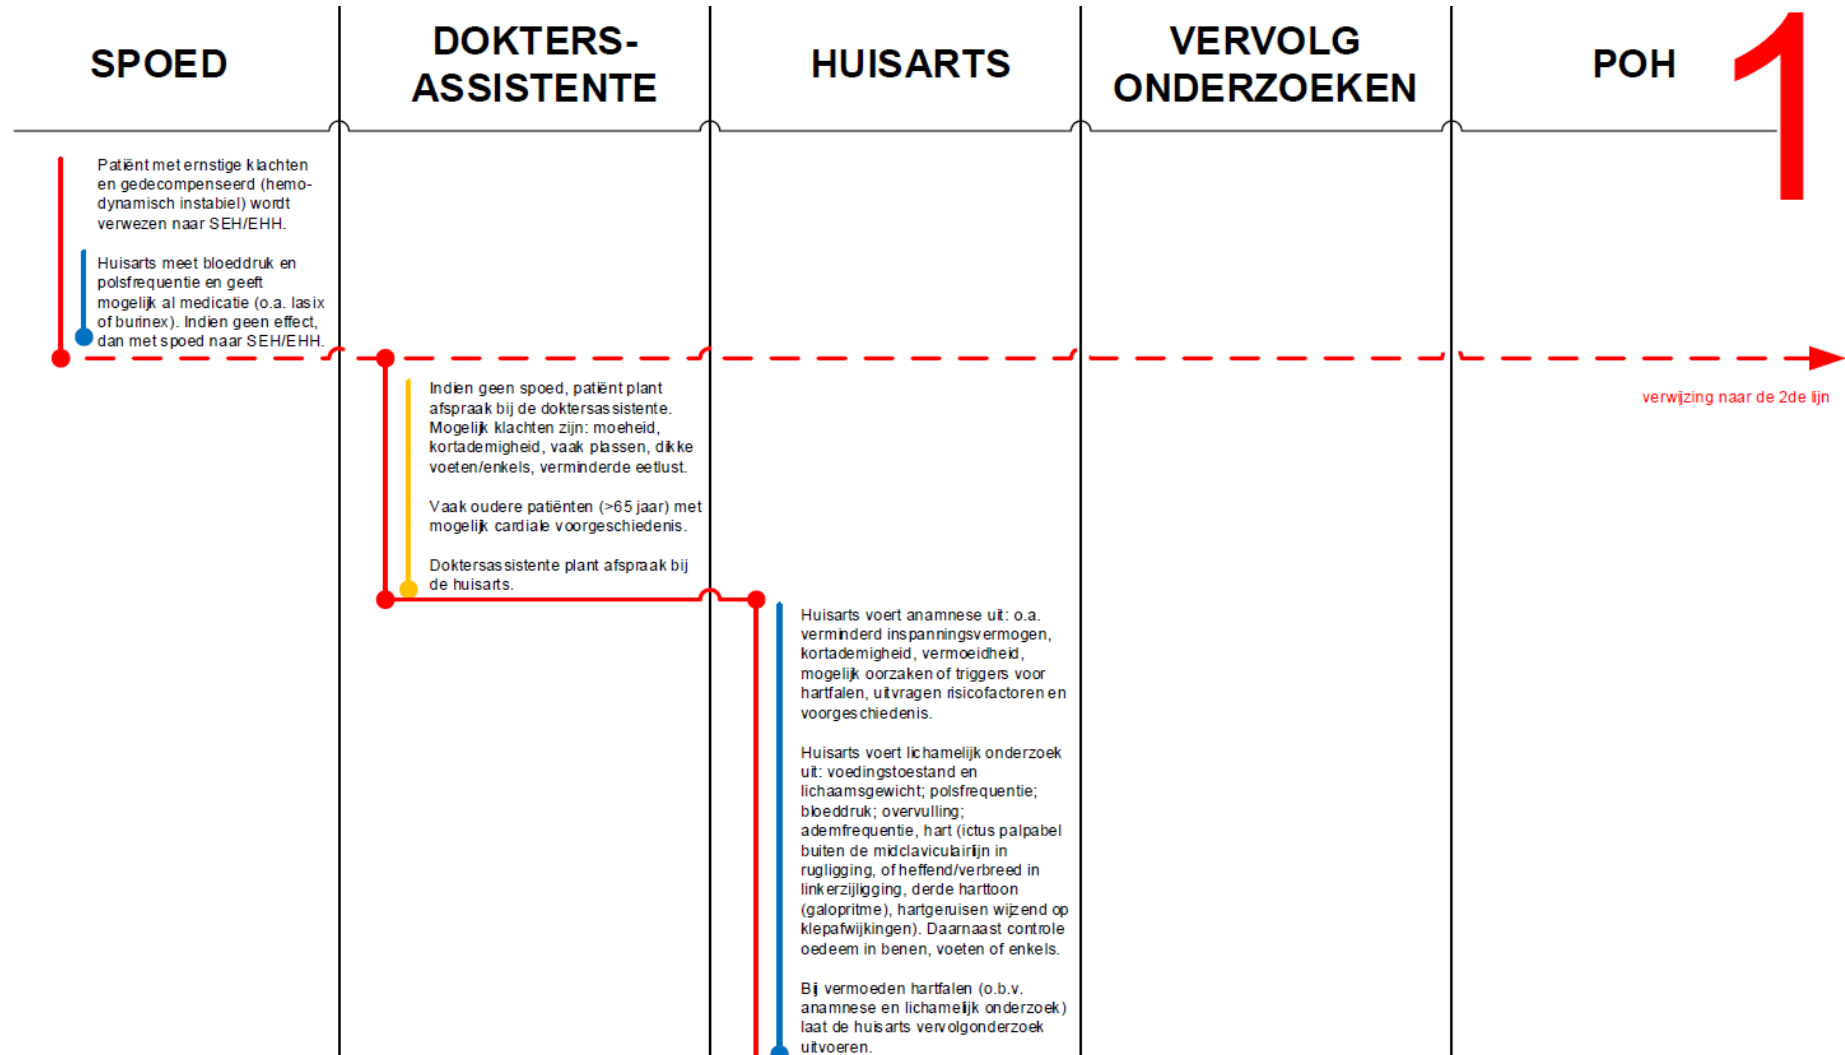 SPOED
DOKTERS-
ASSISTENTE
HUISARTS
VERVOLG
ONDERZOEKEN
POH
1
Patiënt met ernstige klachten
en gedecompenseerd (hemo-
dynamisch instabiel) wordt
verwezen naar SEH/EHH.
Huisarts meet bloeddruk en
polsfrequentie en geeft
mogelijk al medicatie (o.a. lasix
of burinex). Indien geen effect,
dan met spoed naar SEH/EHH.
verwijzing naar de 2de lijn
Indien geen spoed, patiënt plant
afspraak bij de doktersassistente.
Mogelijk klachten zijn: moeheid,
kortademigheid, vaak plassen, dikke
voeten/enkels, verminderde eetlust.
Vaak oudere patiënten (>65 jaar) met
mogelijk cardiale voorgeschiedenis.
Doktersassistente plant afspraak bij
de huisarts.
Huisarts voert anamnese uit: o.a.
verminderd inspanningsvermogen,
kortademigheid, vermoeidheid,
mogelijk oorzaken of triggers voor
hartfalen, uitvragen risicofactoren en
voorgeschiedenis.
Huisarts voert lichamelijk onderzoek
uit: voedingstoestand en
lichaamsgewicht; polsfrequentie;
bloeddruk; overvulling;
ademfrequentie, hart (ictus palpabel
buiten de midclaviculairlijn in
rugligging, of heffend/verbreed in
linkerzijligging, derde harttoon
(galopritme), hartgeruisen wijzend op
klepafwijkingen). Daarnaast controle
oedeem in benen, voeten of enkels.
Bij vermoeden hartfalen (o.b.v.
anamnese en lichamelijk onderzoek)
laat de huisarts vervolgonderzoek
uitvoeren.